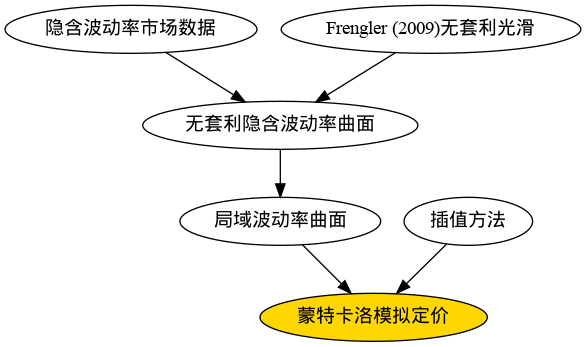 隐含波动率市场数据
Frengler (2009)无套利光滑
无套利隐含波动率曲面
局域波动率曲面
插值方法
蒙特卡洛模拟定价